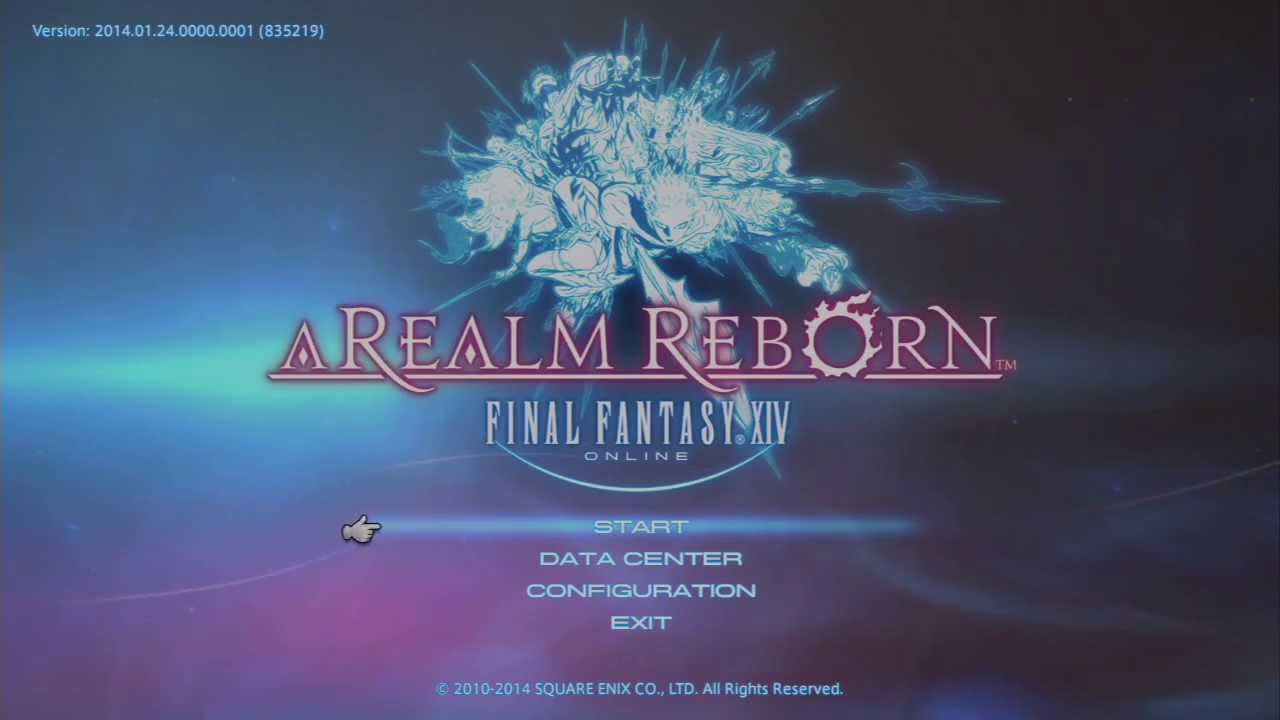 Version: 2014.01.24.0000.0001 (835219)
A REALM REBORN™
FINAL FANTASY® XIV
ONLINE
START
DATA CENTER
CONFIGURATION
EXIT
© 2010-2014 SQUARE ENIX CO., LTD. All Rights Reserved.